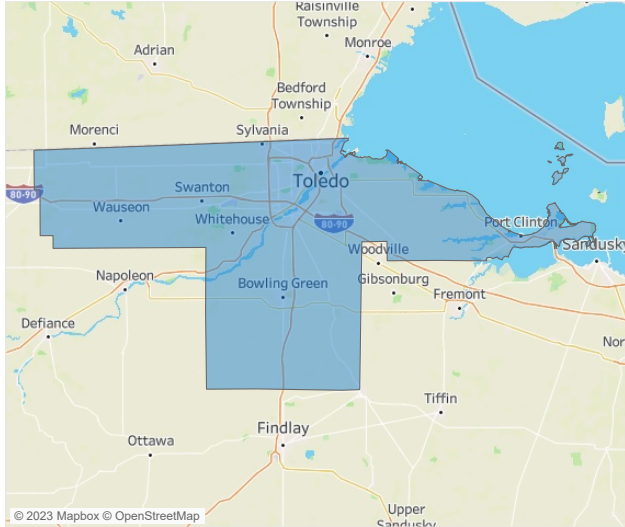 Raisinville
Township
Adrian
Monroe
Bedford
Township
Morenci
Sylvania
80-90
Swanton
Toledo
Wauseon
Whitehouse
80-90
Port Clinton
Woodville
Sandusky
Napoleon
Bowling Green
Gibsonburg
Fremont
Defiance
Nor
Tiffin
Findlay
Ottawa
Upper
Sandusky
© 2023 Mapbox © OpenStreetMap